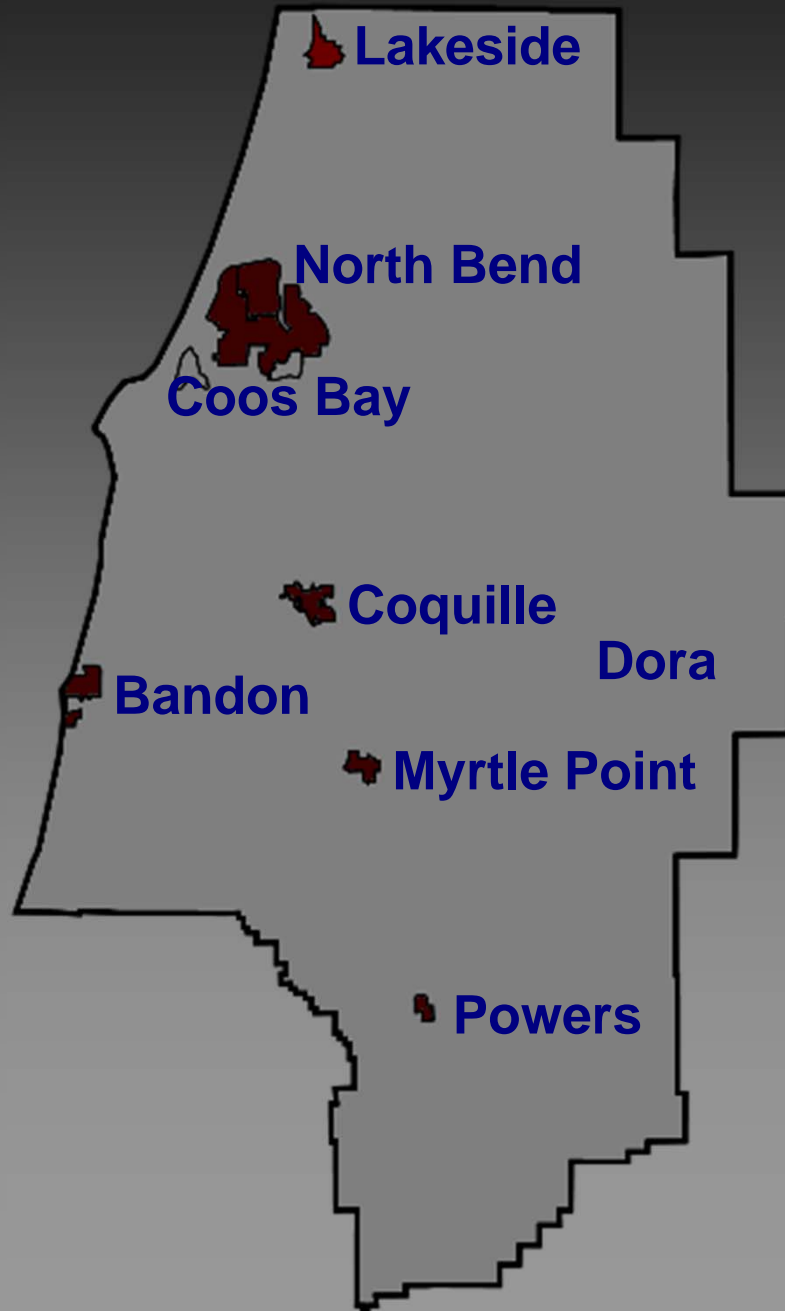 Lakeside
North Bend
Coos Bay
Coquille
Dora
Bandon
Myrtle Point
Powers